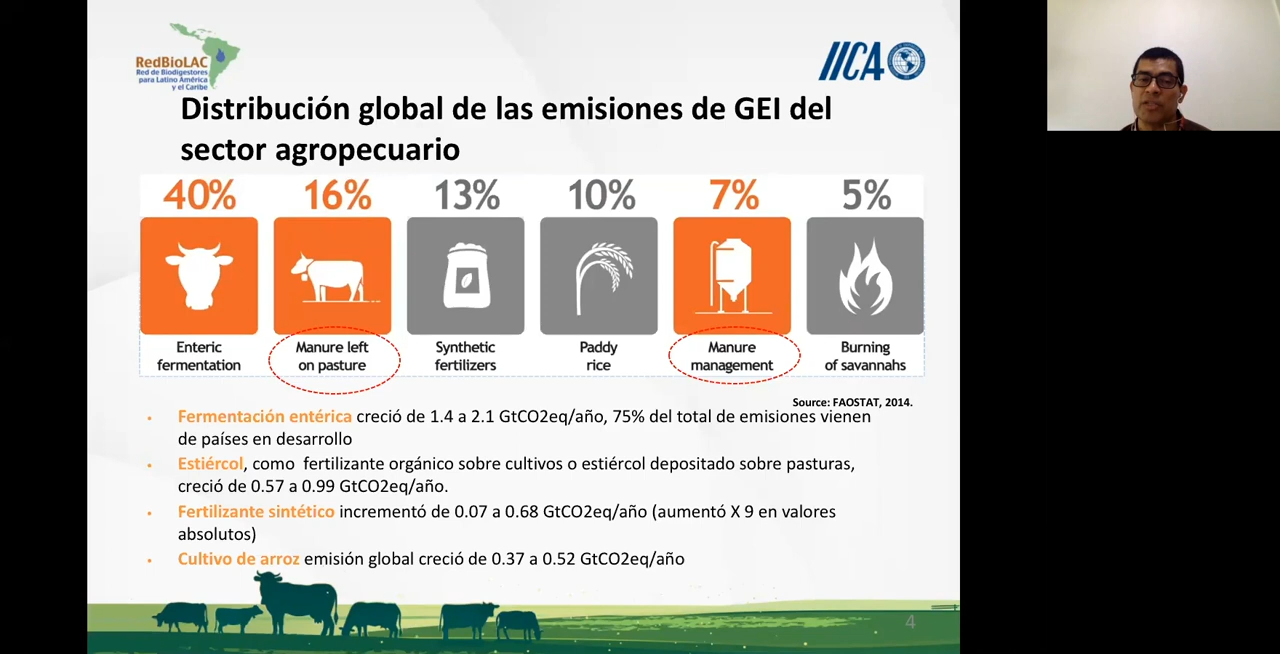 RedBioLAC
Red de Biodigestores
para Latino América
y el Caribe
IICA
Distribución global de las emisiones de GEI del
sector agropecuario
40% 16% 13% 10% 7% 5%
Enteric
fermentation
Manure left
on pasture
Synthetic
fertilizers
Paddy
rice
Manure
management
Burning
of savannahs
Source: FAOSTAT, 2014.
• Fermentación entérica creció de 1.4 a 2.1 GtCO2eq/año, 75% del total de emisiones vienen
de países en desarrollo
• Estiércol, como fertilizante orgánico sobre cultivos o estiércol depositado sobre pasturas,
creció de 0.57 a 0.99 GtCO2eq/año.
• Fertilizante sintético incrementó de 0.07 a 0.68 GtCO2eq/año (aumentó X 9 en valores
absolutos)
• Cultivo de arroz emisión global creció de 0.37 a 0.52 GtCO2eq/año
4